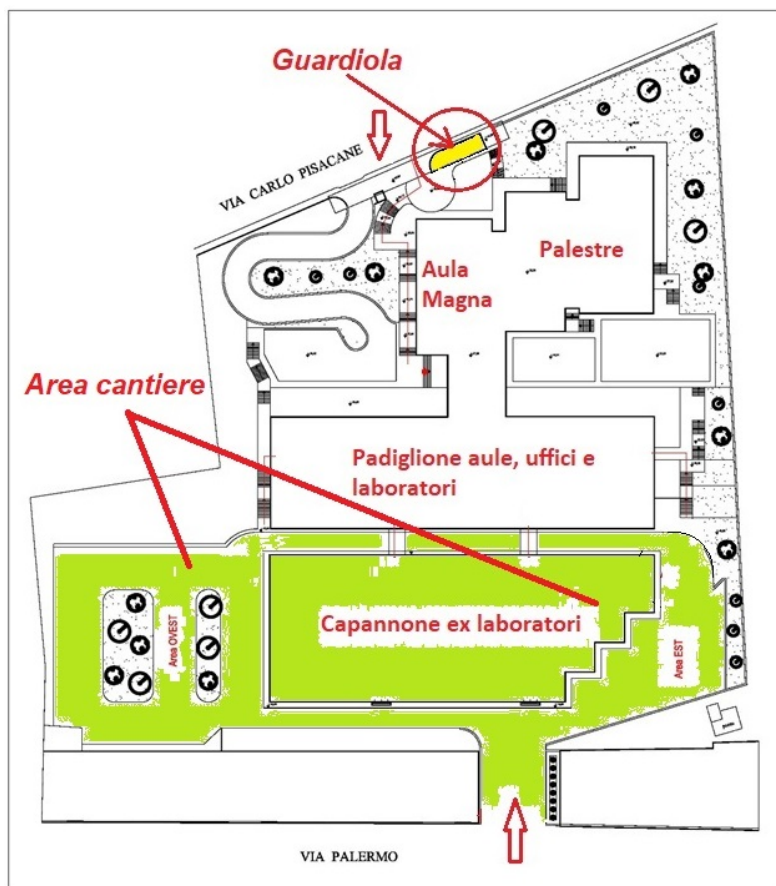 Guardiola
VIA CARLO PISACANE
Palestre
Aula
Magna
Area cantiere
Padiglione aule, uffici e
laboratori
Capannone ex laboratori
Area OVEST
Area EST
VIA PALERMO